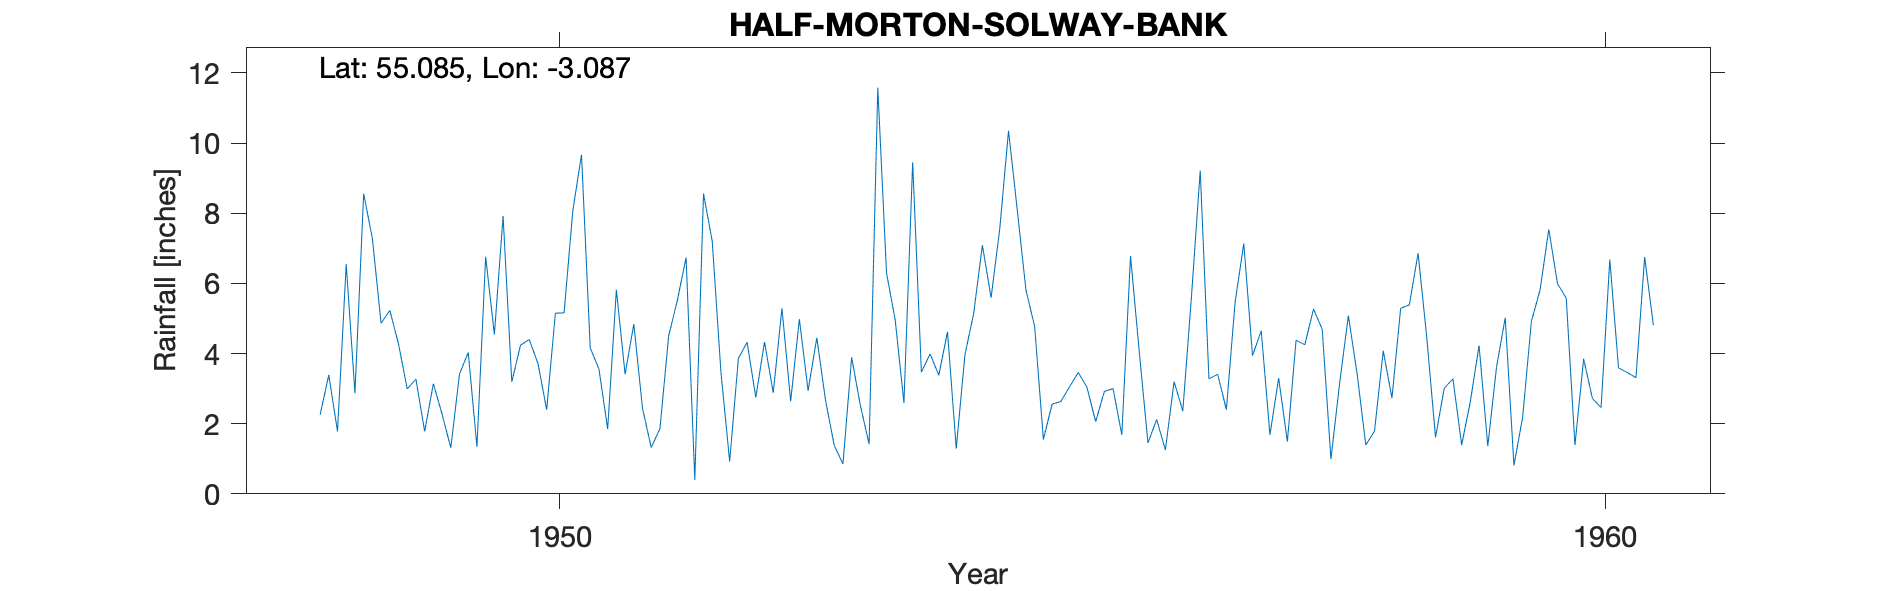 HALF-MORTON-SOLWAY-BANK
Lat: 55.085, Lon: -3.087
12
10
8
6
4
2
0
Rainfall [inches]
1950
1960
Year